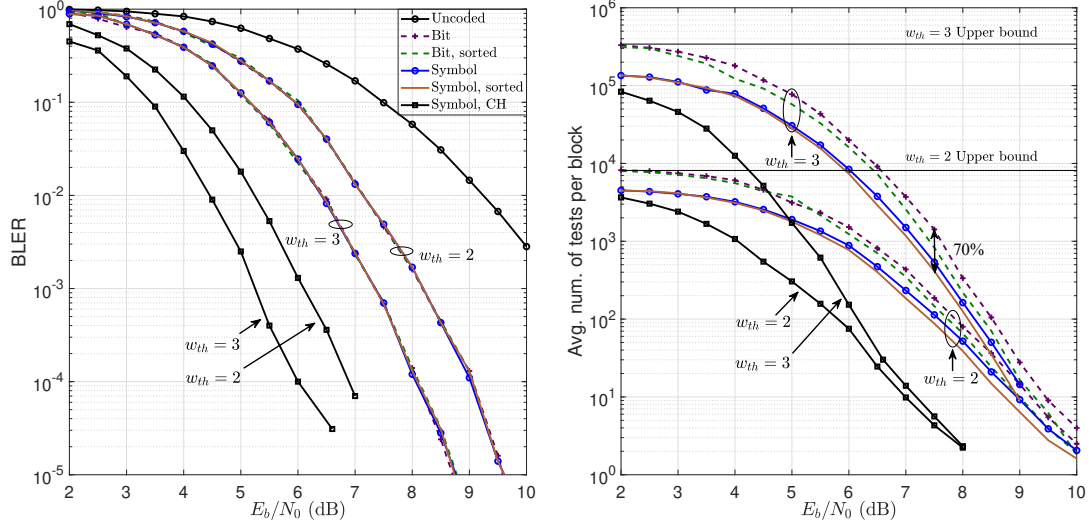 10^0
10^-1
10^-2
10^-3
10^-4
10^-5
BLER
2 3 4 5 6 7 8 9 10
E_b/N_0 (dB)
Uncoded
Bit
Bit, sorted
Symbol
Symbol, sorted
Symbol, CH
w_th = 3
w_th = 2
w_th = 3
w_th = 2
10^6
10^5
10^4
10^3
10^2
10^1
10^0
Avg. num. of tests per block
2 3 4 5 6 7 8 9 10
E_b/N_0 (dB)
w_th = 3 Upper bound
w_th = 3
w_th = 2 Upper bound
70%
w_th = 2
w_th = 3
w_th = 2